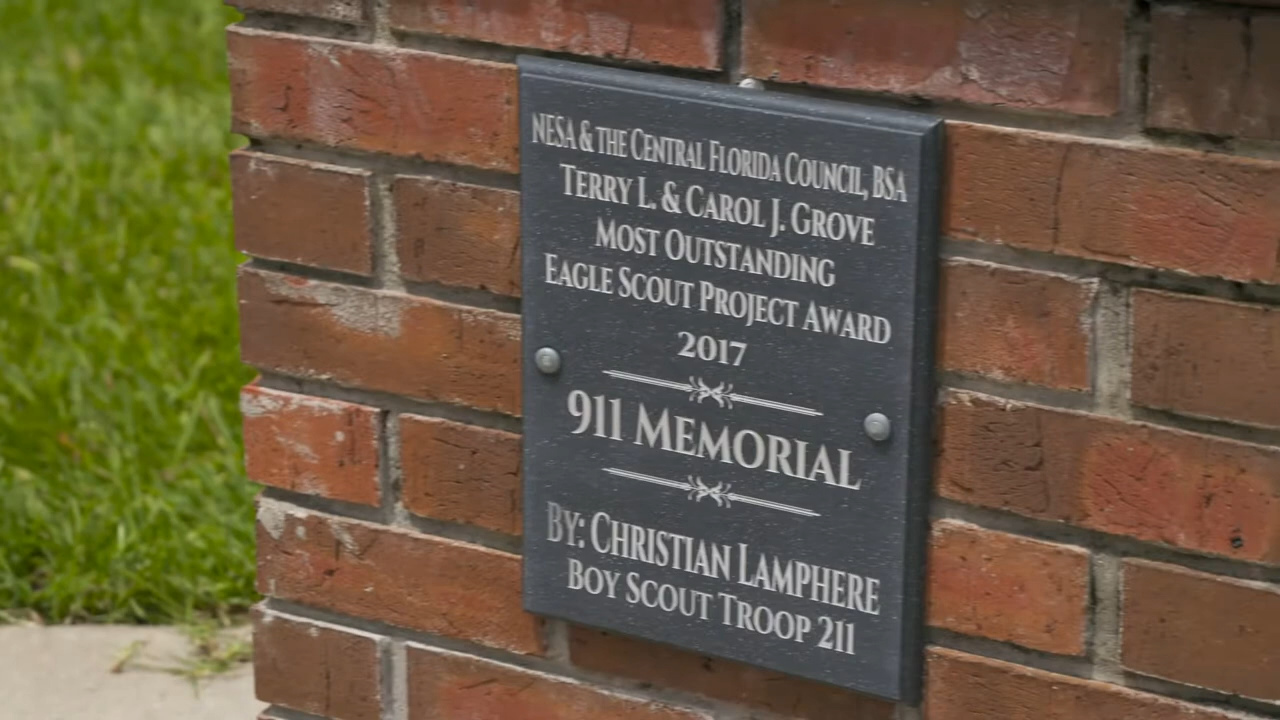 NESA & THE CENTRAL FLORIDA COUNCIL, BSA
TERRY L. & CAROL J. GROVE
MOST OUTSTANDING
EAGLE SCOUT PROJECT AWARD
2017
911 MEMORIAL
BY: CHRISTIAN LAMPHERE
BOY SCOUT TROOP 211